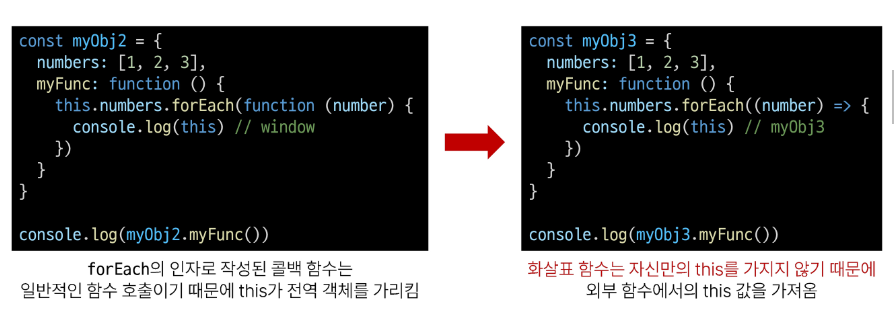 const myObj2 = {
  numbers: [1, 2, 3],
  myFunc: function () {
    this.numbers.forEach(function (number) {
      console.log(this) // window
    })
  }
}

console.log(myObj2.myFunc())
forEach의 인자로 작성된 콜백 함수는
일반적인 함수 호출이기 때문에 this가 전역 객체를 가리킴
const myObj3 = {
  numbers: [1, 2, 3],
  myFunc: function () {
    this.numbers.forEach((number) => {
      console.log(this) // myObj3
    })
  }
}

console.log(myObj3.myFunc())
화살표 함수는 자신만의 this를 가지지 않기 때문에
외부 함수에서의 this 값을 가져옴